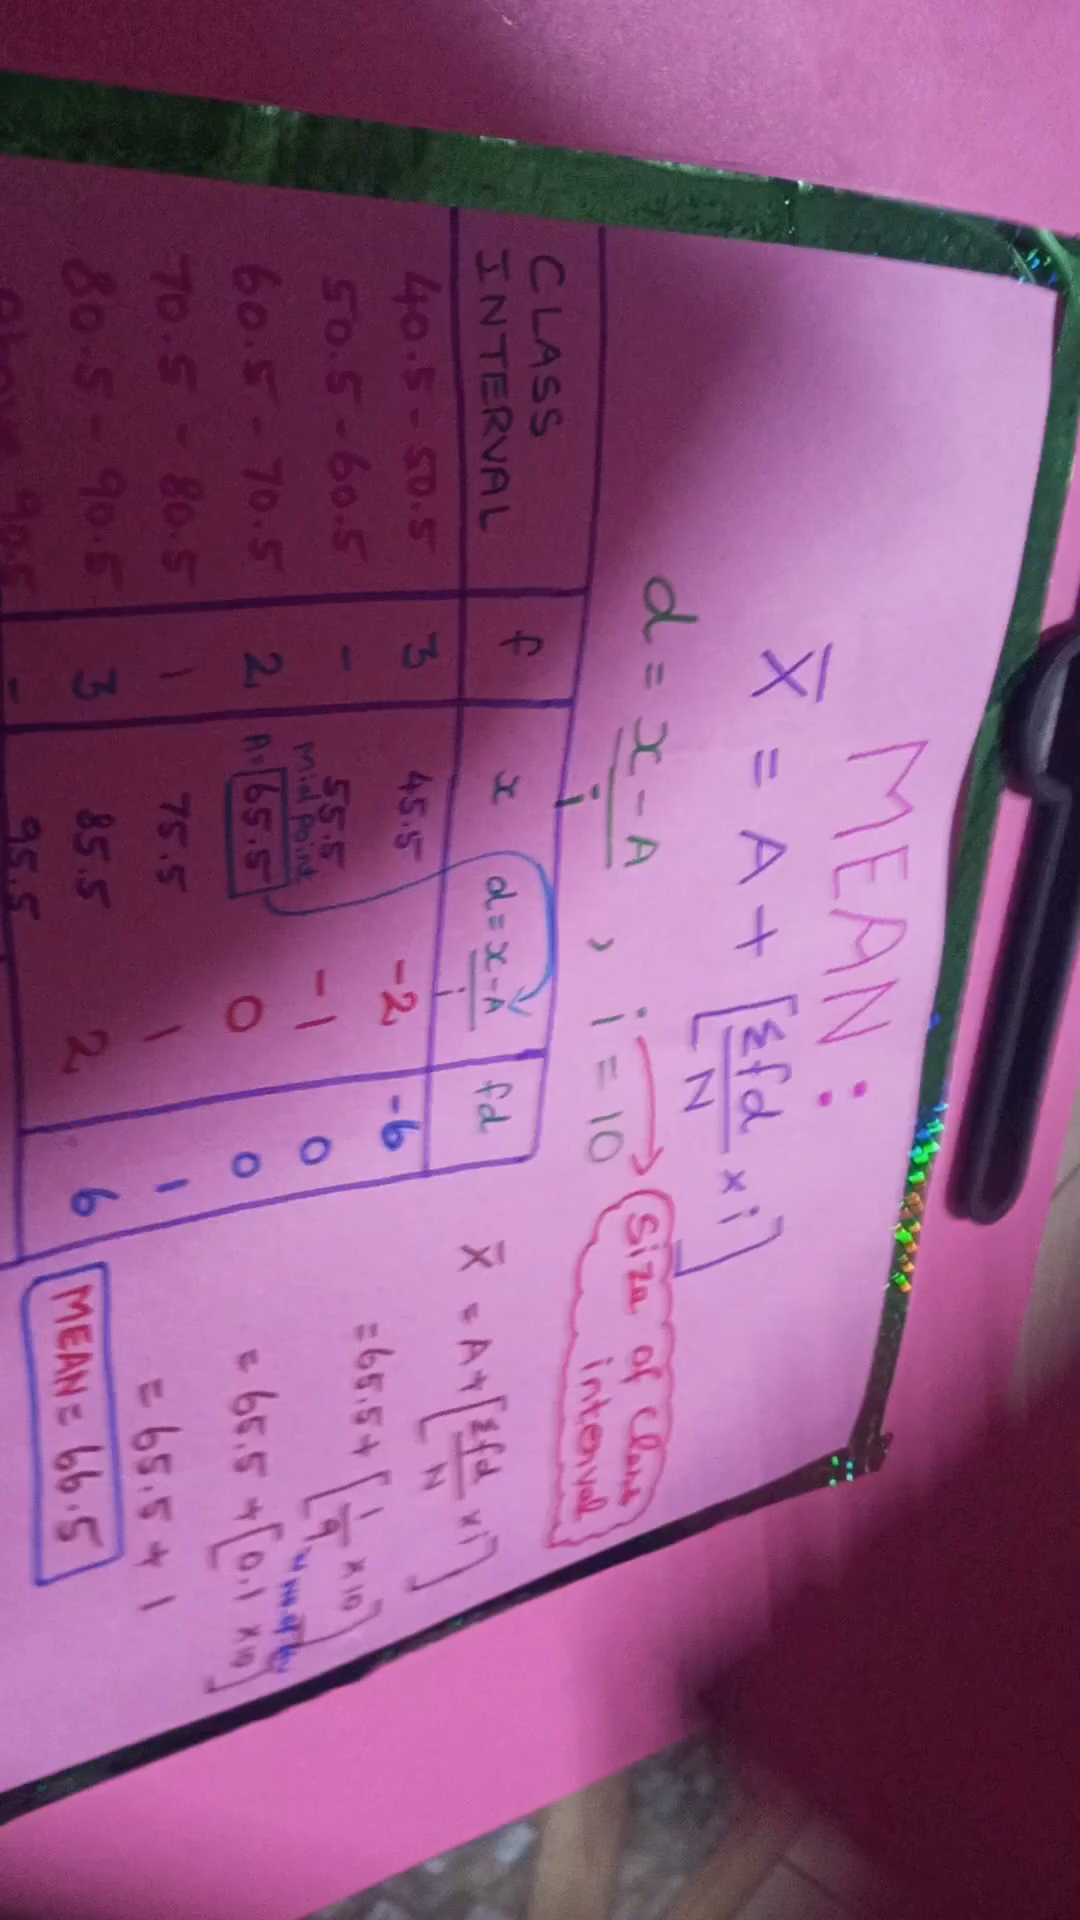 MEAN :
X̄ = A + [Σfd/N × i]
d = x - A / i , i = 10 → Size of Class interval
CLASS INTERVAL f x d = x - A / i fd
40.5 - 50.5 3 45.5 -2 -6
50.5 - 60.5 - 55.5 -1 0
Mid Point
60.5 - 70.5 2 A = 65.5 0 0
70.5 - 80.5 1 75.5 1 1
80.5 - 90.5 3 85.5 2 6
90.5 - 95.5
X̄ = A + [Σfd/N × i]
= 65.5 + [1/9 × 10]
= 65.5 + [0.1 × 10]
= 65.5 + 1
MEAN = 66.5